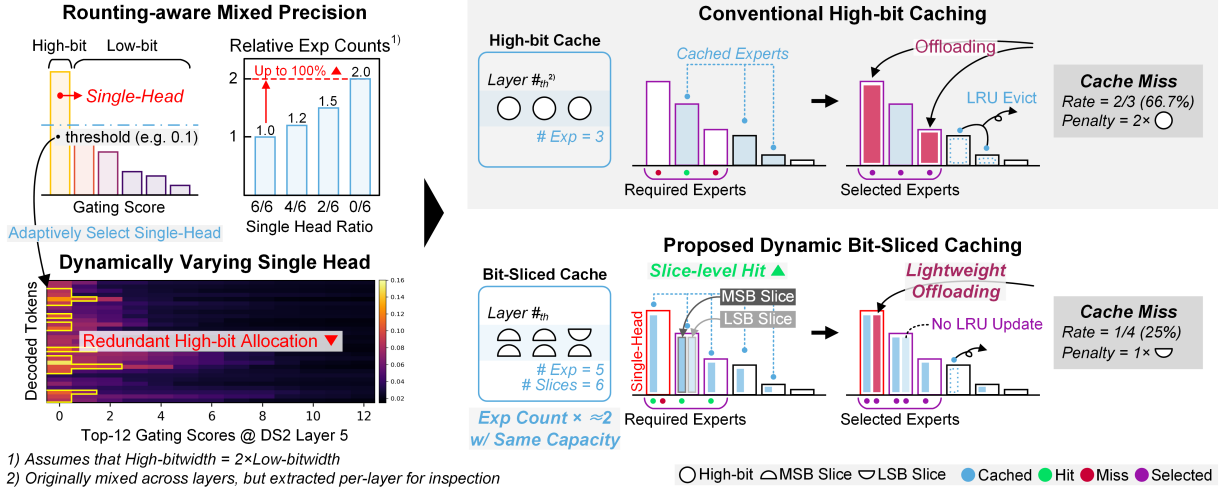 Rounting-aware Mixed Precision
High-bit Low-bit
Single-Head
threshold (e.g. 0.1)
Gating Score
Adaptively Select Single-Head
Relative Exp Counts1)
Up to 100% ▲
2
1
1.0
1.2
1.5
2.0
6/6 4/6 2/6 0/6
Single Head Ratio
Dynamically Varying Single Head
Decoded Tokens
Redundant High-bit Allocation ▼
0.16
0.14
0.12
0.10
0.08
0.06
0.04
0.02
0 2 4 6 8 10 12
Top-12 Gating Scores @ DS2 Layer 5
1) Assumes that High-bitwidth = 2×Low-bitwidth
2) Originally mixed across layers, but extracted per-layer for inspection
Conventional High-bit Caching
High-bit Cache
Layer #th2)
# Exp = 3
Cached Experts
Required Experts
Offloading
LRU Evict
Selected Experts
Cache Miss
Rate = 2/3 (66.7%)
Penalty = 2×
Proposed Dynamic Bit-Sliced Caching
Bit-Sliced Cache
Layer #th
# Exp = 5
# Slices = 6
Exp Count × ≈2
w/ Same Capacity
Slice-level Hit ▲
MSB Slice
LSB Slice
Single-Head
Required Experts
Lightweight
Offloading
No LRU Update
Selected Experts
Cache Miss
Rate = 1/4 (25%)
Penalty = 1×
High-bit MSB Slice LSB Slice Cached Hit Miss Selected